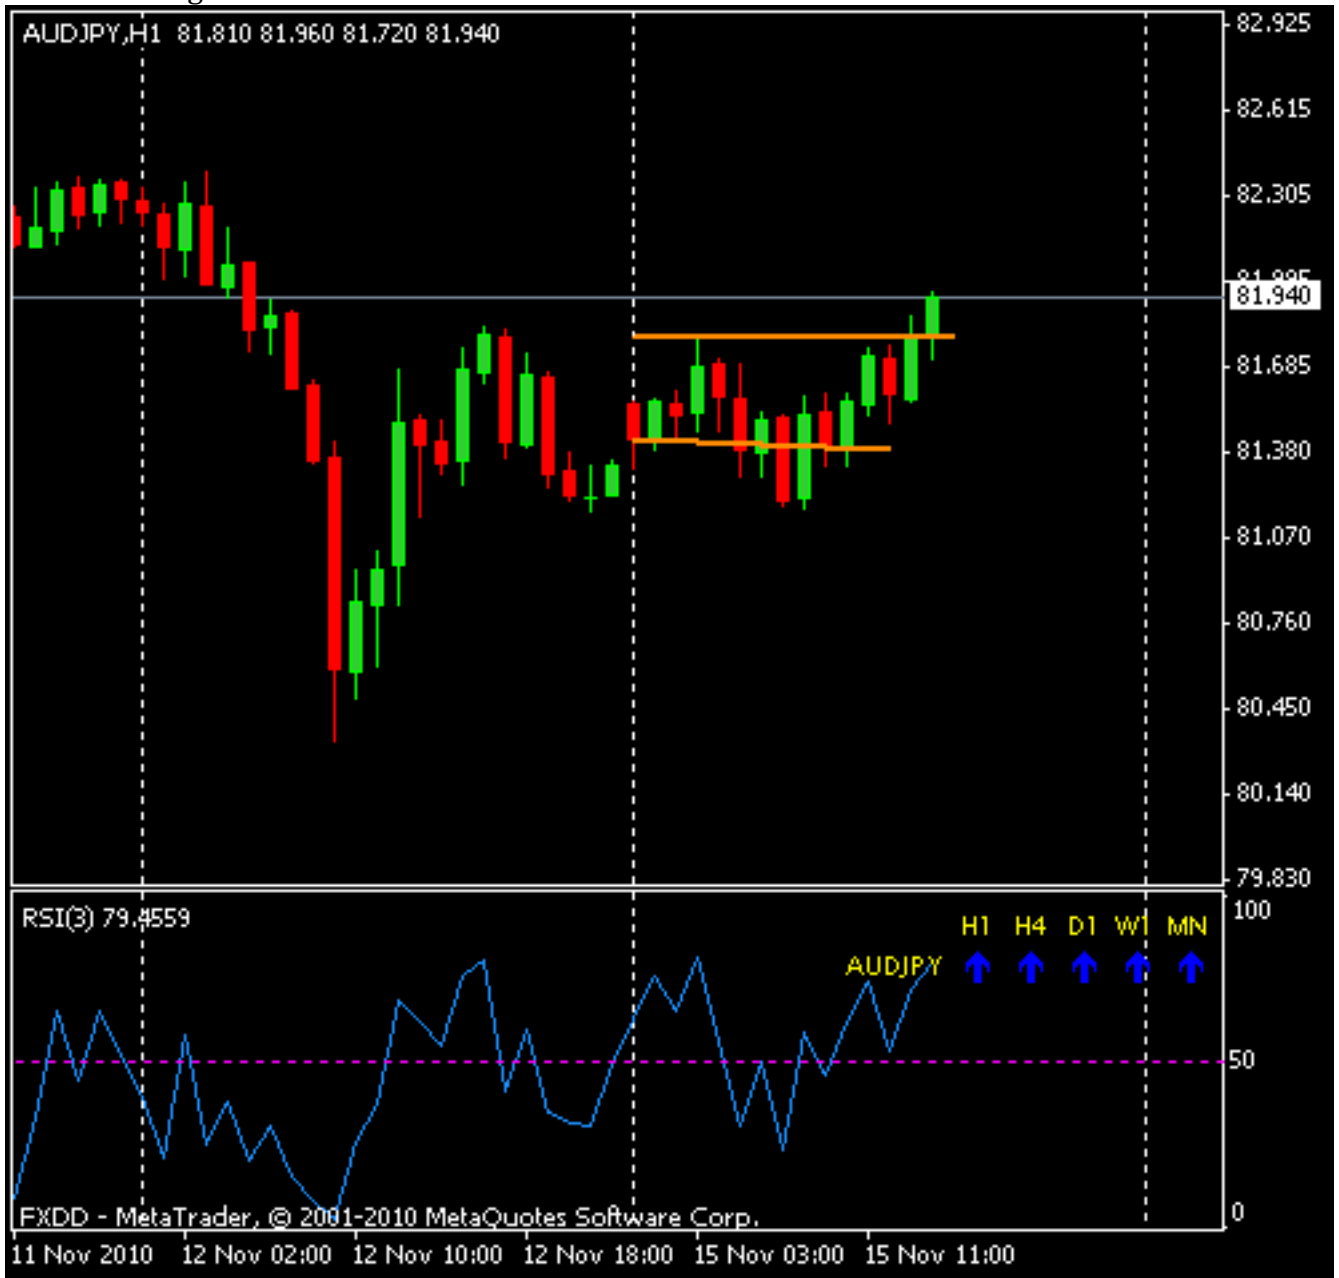 AUDJPY,H1 81.810 81.960 81.720 81.940
82.925
82.615
82.305
81.995
81.940
81.685
81.380
81.070
80.760
80.450
80.140
79.830
RSI(3) 79.4559
100
H1 H4 D1 W1 MN
AUDJPY
50
0
FXDD - MetaTrader, © 2001-2010 MetaQuotes Software Corp.
11 Nov 2010 12 Nov 02:00 12 Nov 10:00 12 Nov 18:00 15 Nov 03:00 15 Nov 11:00